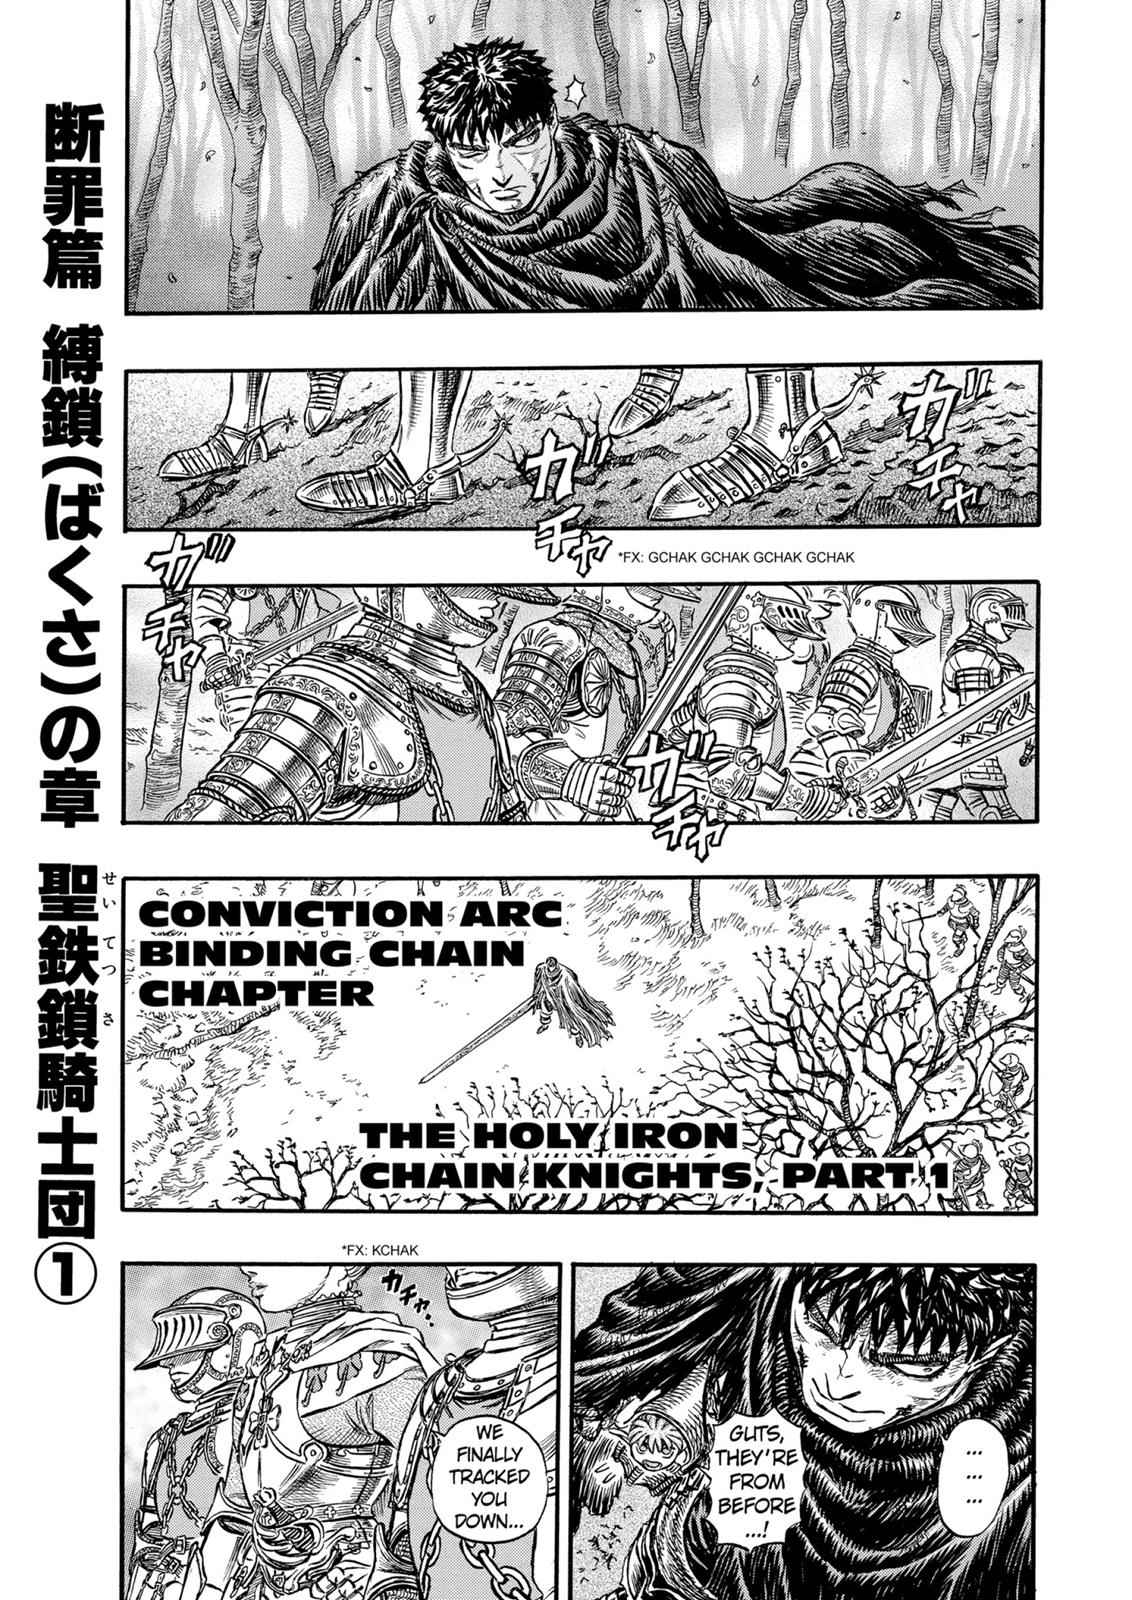 断罪篇 縛鎖(ばくさ)の章 聖鉄鎖騎士団①
せいてつさ
ガチャ
ガチャ
*FX: GCHAK GCHAK GCHAK GCHAK
ガチャ
ガチャ
CONVICTION ARC
BINDING CHAIN
CHAPTER
THE HOLY IRON
CHAIN KNIGHTS, PART 1
*FX: KCHAK
...
...
...
GUTS,
THEY'RE
FROM
BEFORE
...!
カチャ..
WE
FINALLY
TRACKED
YOU
DOWN...